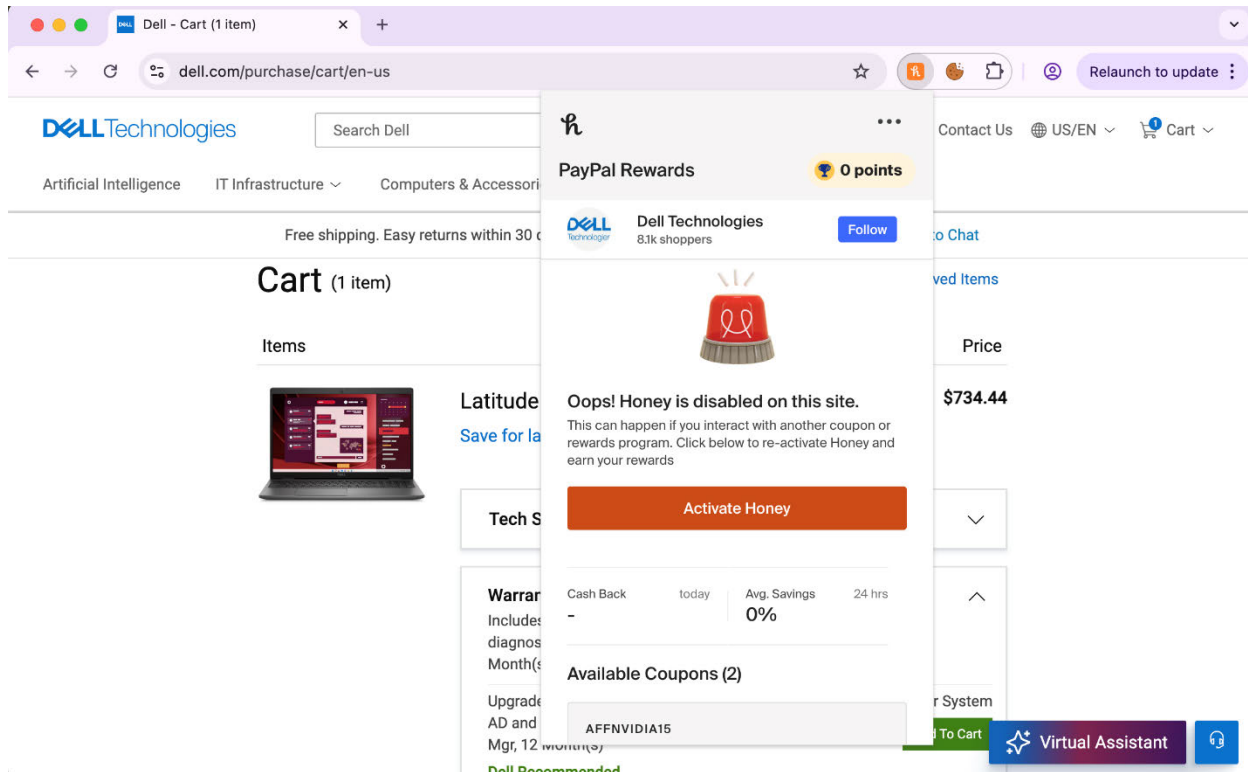 Dell - Cart (1 item)
dell.com/purchase/cart/en-us
Relaunch to update
DELLTechnologies
Search Dell
Contact Us
US/EN
1
Cart
Artificial Intelligence
IT Infrastructure
Computers & Accessori
Free shipping. Easy returns within 30 d
to Chat
Cart (1 item)
ved Items
Items
Price
Latitude
$734.44
Save for la
Tech S
Warran
Includes
diagnos
Month(s
Upgrade
r System
AD and
d To Cart
Mgr, 12 Month(s)
Dell Recommended
PayPal Rewards
0 points
DELL
Technologies
Dell Technologies
8.1k shoppers
Follow
Oops! Honey is disabled on this site.
This can happen if you interact with another coupon or
rewards program. Click below to re-activate Honey and
earn your rewards
Activate Honey
Cash Back
today
Avg. Savings
24 hrs
-
0%
Available Coupons (2)
AFFNVIDIA15
Virtual Assistant